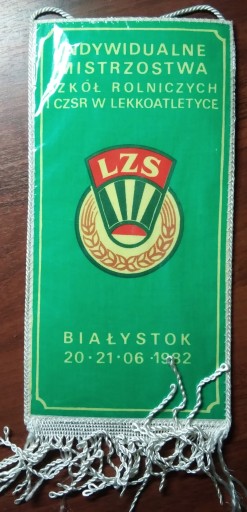 INDYWIDUALNE
MISTRZOSTWA
SZKÓŁ ROLNICZYCH
I CZSR W LEKKOATLETYCE
LZS
BIAŁYSTOK
20·21·06·1982